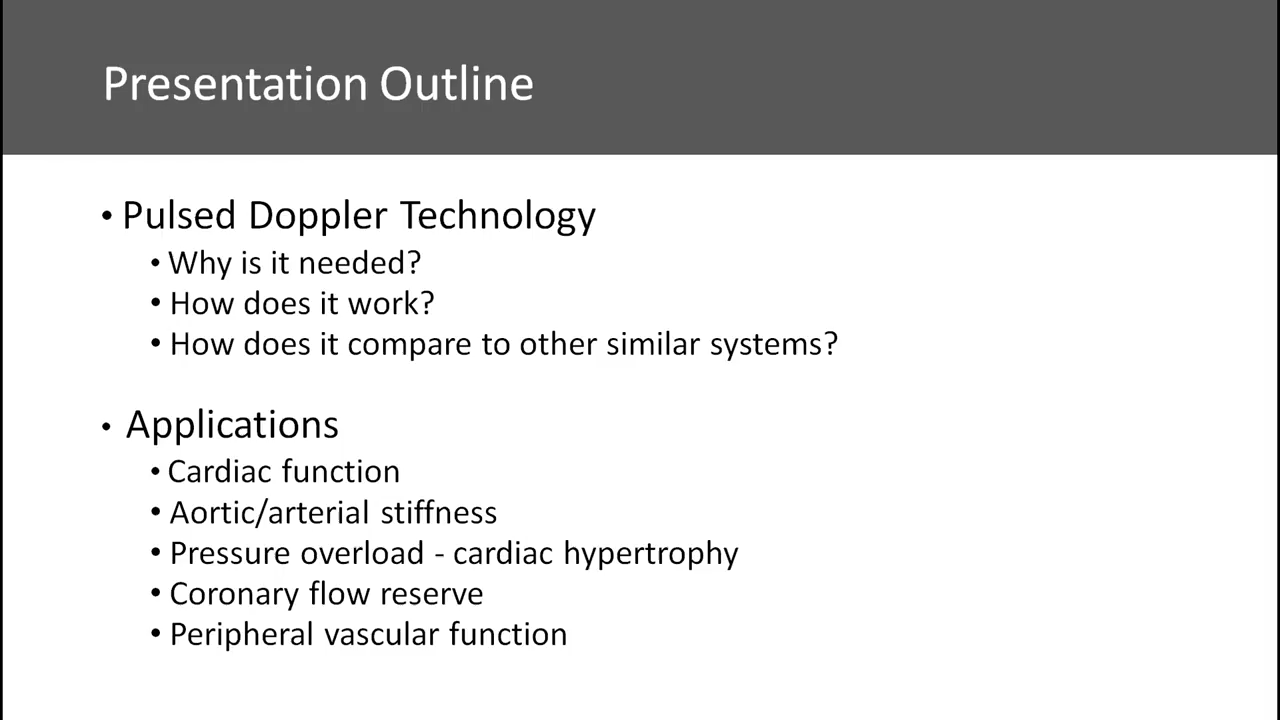 Presentation Outline
• Pulsed Doppler Technology
• Why is it needed?
• How does it work?
• How does it compare to other similar systems?
• Applications
• Cardiac function
• Aortic/arterial stiffness
• Pressure overload - cardiac hypertrophy
• Coronary flow reserve
• Peripheral vascular function